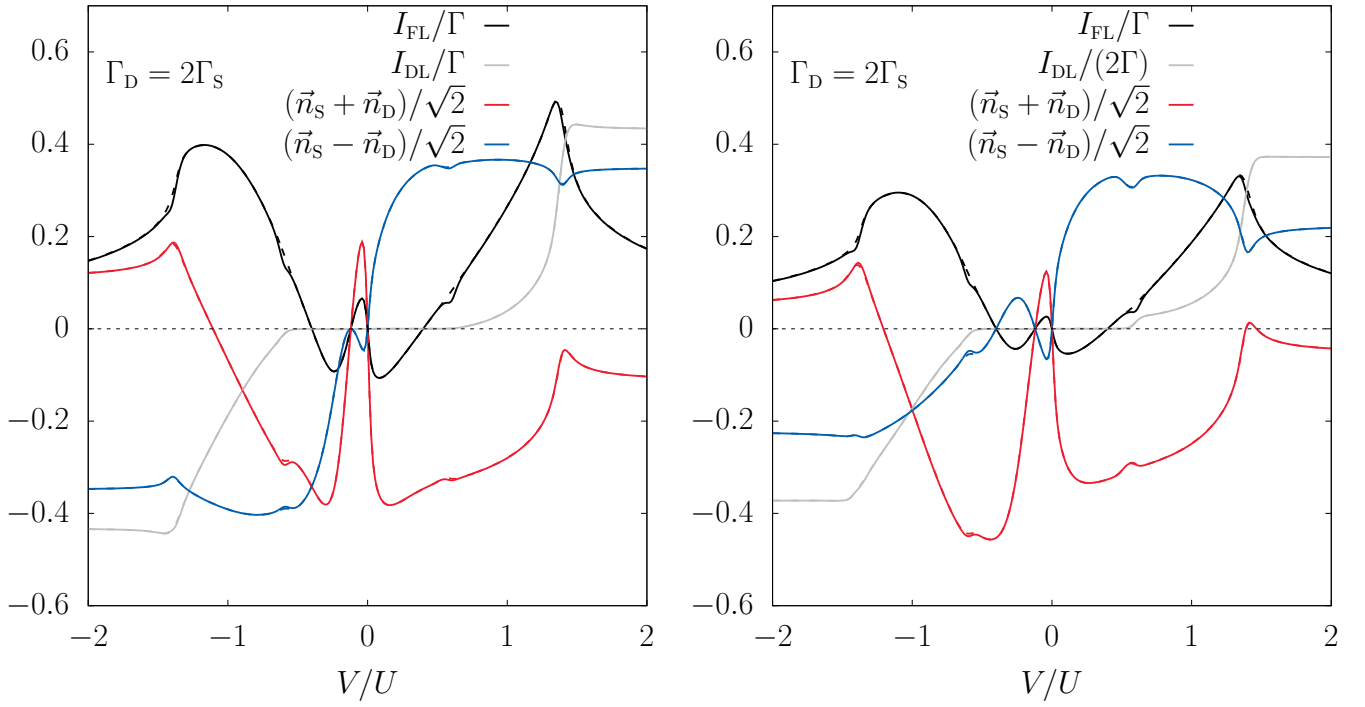 0.6
0.4
0.2
0
−0.2
−0.4
−0.6
−2
−1
0
1
2
V/U
Γ_D = 2Γ_S
I_FL/Γ
I_DL/Γ
(n⃗_S + n⃗_D)/√2
(n⃗_S − n⃗_D)/√2
0.6
0.4
0.2
0
−0.2
−0.4
−0.6
−2
−1
0
1
2
V/U
Γ_D = 2Γ_S
I_FL/Γ
I_DL/(2Γ)
(n⃗_S + n⃗_D)/√2
(n⃗_S − n⃗_D)/√2